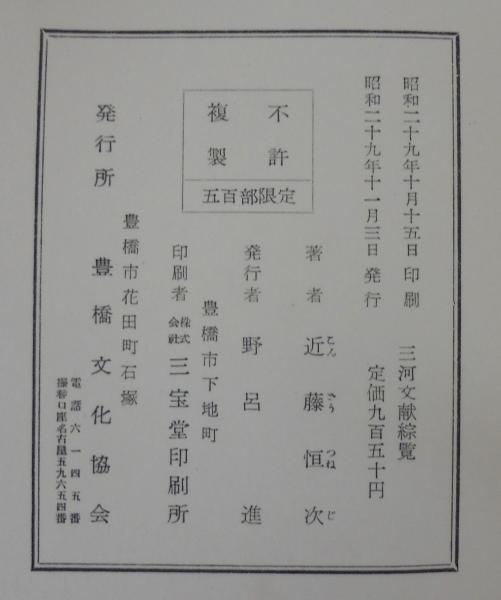 昭和二十九年十月十五日 印刷
昭和二十九年十一月三日 発行
三河文献綜覧
定価九百五十円
不許
複製
五百部限定
著者 近藤恒次
こん どう つね じ
発行者 野呂進
豊橋市下地町
印刷者 株式会社 三宝堂印刷所
豊橋市花田町石塚
発行所 豊橋文化協会
電話六一四五番
振替口座名古屋五九六五四番